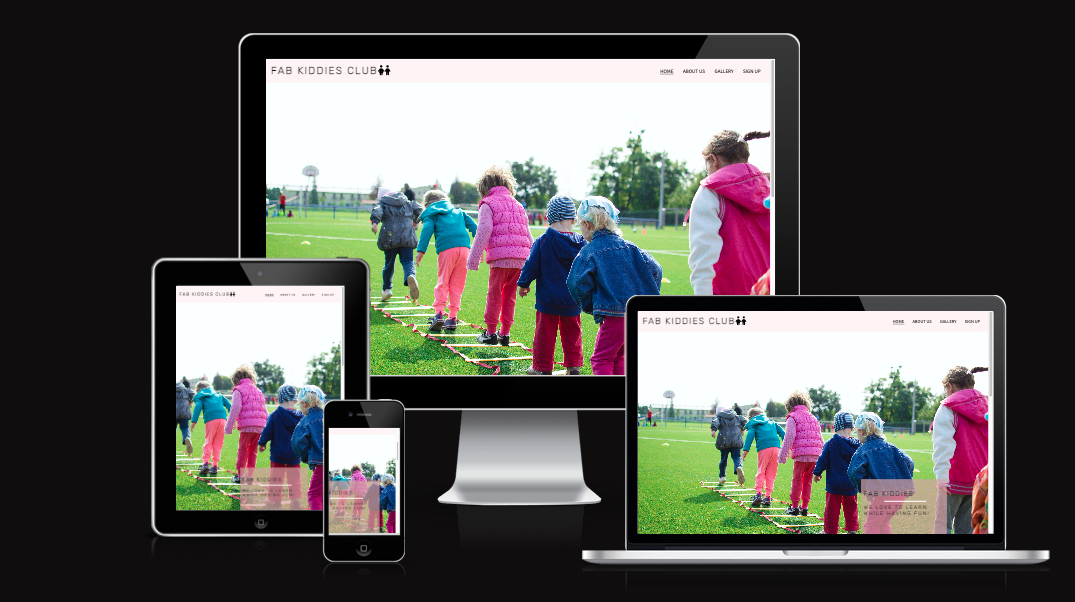 FAB KIDDIES CLUB
HOME ABOUT US GALLERY SIGN UP
FAB KIDDIES CLUB
HOME ABOUT US GALLERY SIGN UP
FAB KIDDIES
FAB KIDDIES CLUB
HOME ABOUT US GALLERY SIGN UP
FAB KIDDIES
WE LOVE TO LEARN
WHILE HAVING FUN!